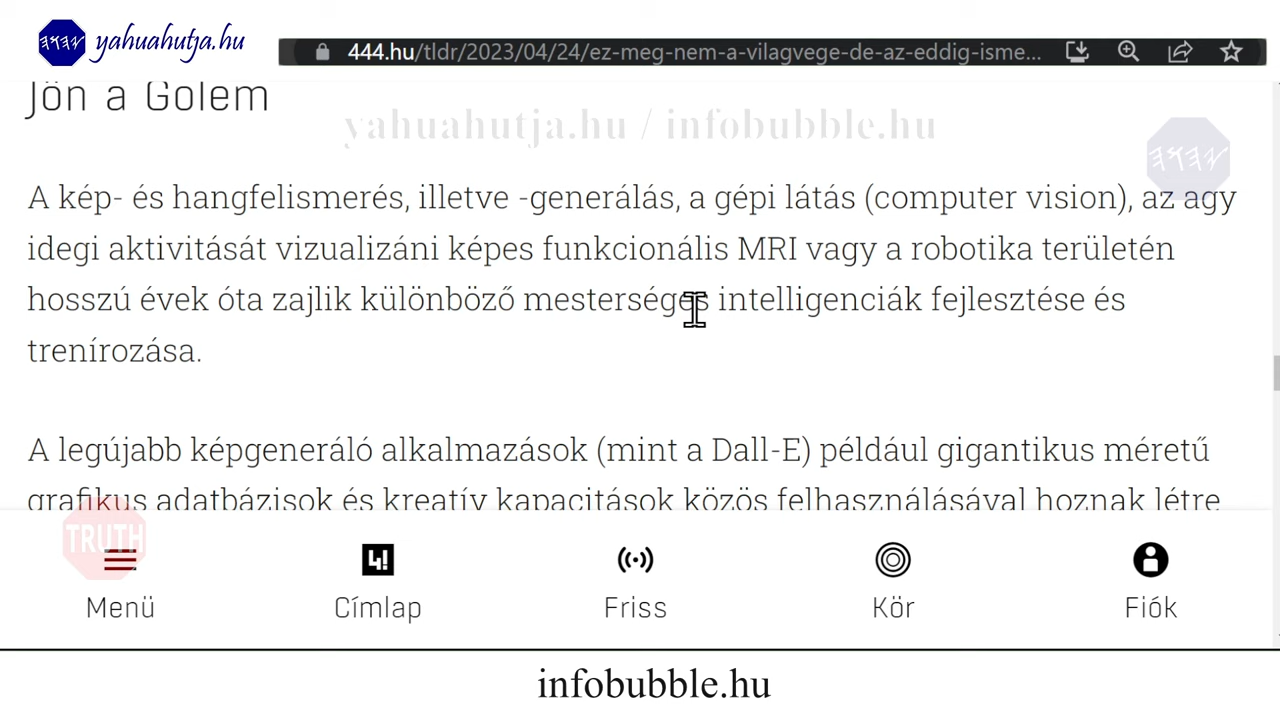 yahuahutja.hu
444.hu/tldr/2023/04/24/ez-meg-nem-a-vilagvege-de-az-eddig-isme...
Jön a Gólem
yahuahutja.hu / infobubble.hu
A kép- és hangfelismerés, illetve -generálás, a gépi látás (computer vision), az agy
idegi aktivitását vizualizáni képes funkcionális MRI vagy a robotika területén
hosszú évek óta zajlik különböző mesterséges intelligenciák fejlesztése és
trenírozása.
A legújabb képgeneráló alkalmazások (mint a Dall-E) például gigantikus méretű
grafikus adatbázisok és kreatív kapacitások közös felhasználásával hoznak létre
TRUTH
4!
Menü
Címlap
Friss
Kör
Fiók
infobubble.hu